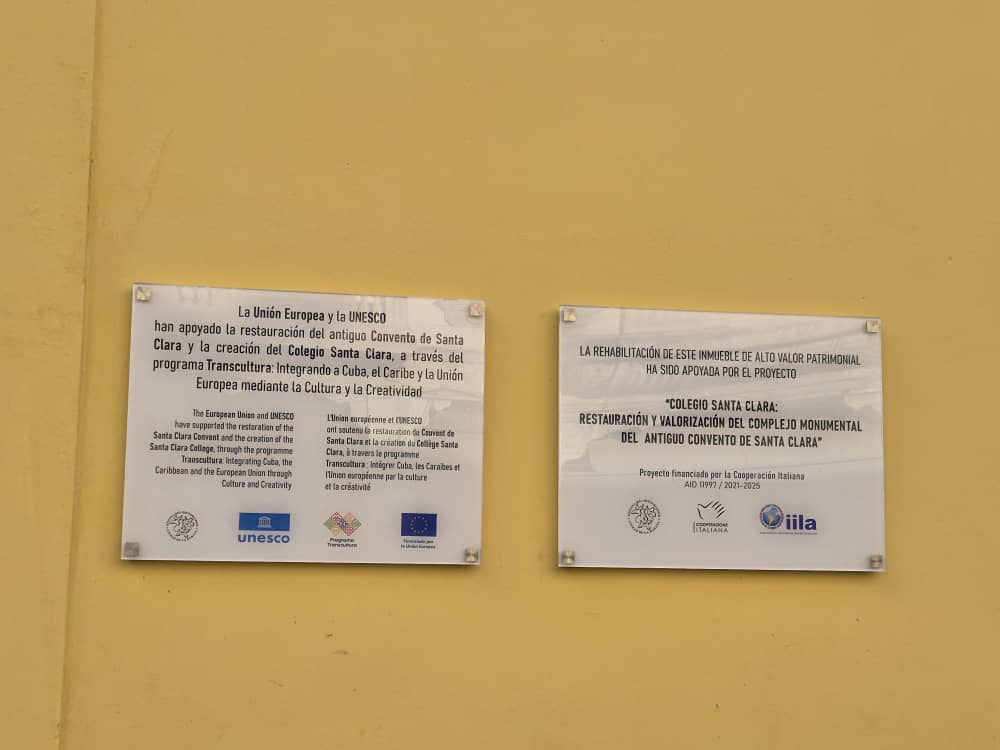 La Unión Europea y la UNESCO
han apoyado la restauración del antiguo Convento de Santa
Clara y la creación del Colegio Santa Clara, a través del
programa Transcultura: Integrando a Cuba, el Caribe y la Unión
Europea mediante la Cultura y la Creatividad
The European Union and UNESCO
have supported the restoration of the
Santa Clara Convent and the creation of the
Santa Clara College, through the programme
Transcultura: Integrating Cuba, the
Caribbean and the European Union through
Culture and Creativity
L'Union européenne et l'UNESCO
ont soutenu la restauration du Couvent de
Santa Clara et la création du Collège Santa
Clara, à travers le programme
Transcultura : Intégrer Cuba, les Caraïbes et
l'Union européenne par la culture
et la créativité
unesco
Programa
Transcultura
Financiado por
la Unión Europea
LA REHABILITACIÓN DE ESTE INMUEBLE DE ALTO VALOR PATRIMONIAL
HA SIDO APOYADA POR EL PROYECTO
"COLEGIO SANTA CLARA:
RESTAURACIÓN Y VALORIZACIÓN DEL COMPLEJO MONUMENTAL
DEL ANTIGUO CONVENTO DE SANTA CLARA"
Proyecto financiado por la Cooperación Italiana
AID 11997 / 2021-2025
COOPERAZIONE
ITALIANA
iila